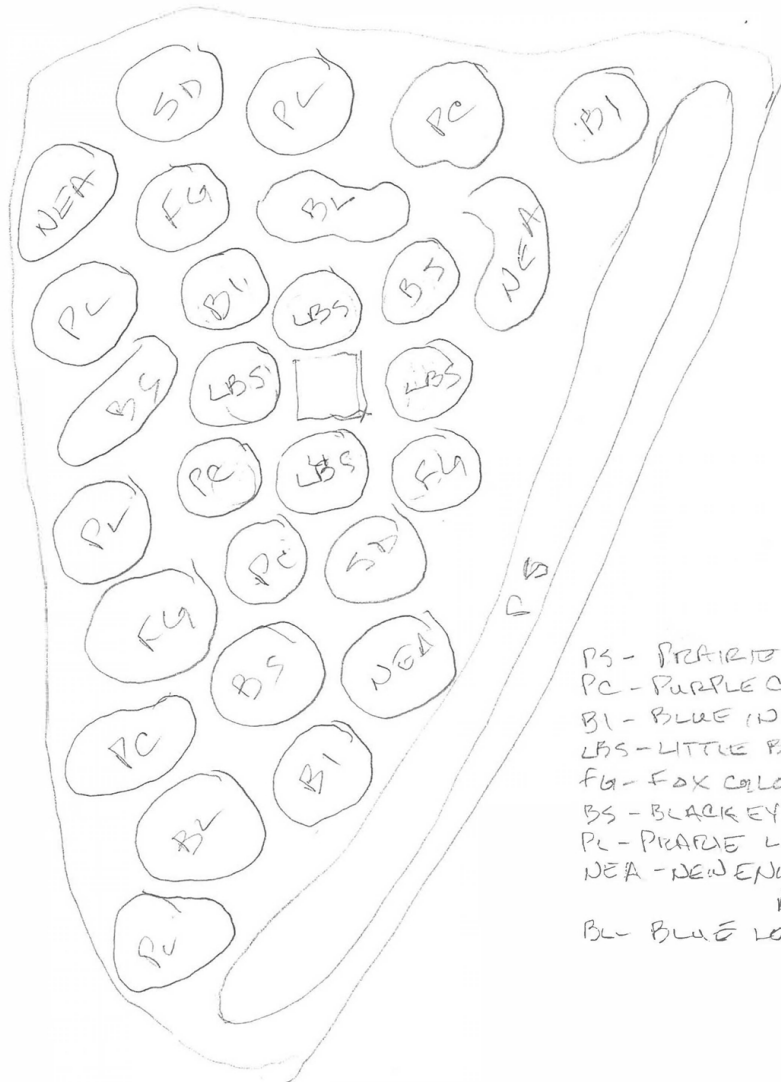 SD PL PC BI
NEA FG BL NEA
PL BI LBS BS
BS LBS LBS
PC LBS FG
PL PC SD
FG BS NEA PS
PC BI
BL
PL
PS - PRAIRIE
PC - PURPLE C
BI - BLUE IN
LBS - LITTLE B
FG - FOX
BS - BLACK EY
PL - PRARIE L
NEA - NEW ENG
BL - BLUE